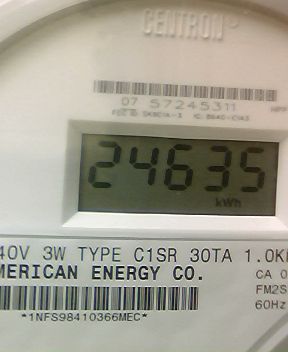 CENTRON
07 57245311
24635
kWh
40V 3W TYPE C1SR 30TA 1.0K
MERICAN ENERGY CO.
CA 0
FM2S
60Hz
*1NFS98410366MEC*